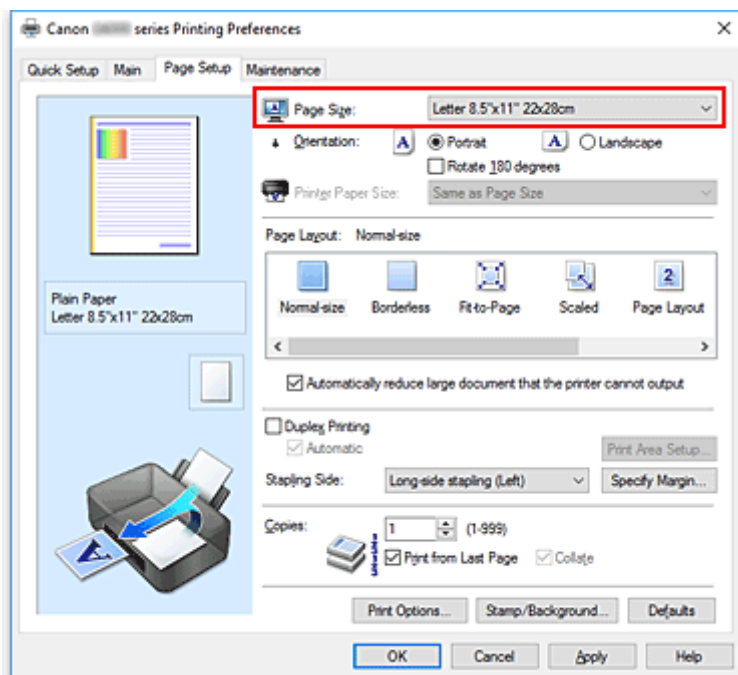 Canon series Printing Preferences
Quick Setup Main Page Setup Maintenance
Page Size: Letter 8.5"x11" 22x28cm
Orientation: A Portrait A Landscape
Rotate 180 degrees
Printer Paper Size: Same as Page Size
Page Layout: Normal-size
2
Normal-size Borderless Fit-to-Page Scaled Page Layout
Plain Paper
Letter 8.5"x11" 22x28cm
Automatically reduce large document that the printer cannot output
Duplex Printing
Automatic
Print Area Setup...
Stapling Side: Long-side stapling (Left) Specify Margin...
Copies: 1 (1-999)
Print from Last Page Collate
A
Print Options... Stamp/Background... Defaults
OK Cancel Apply Help